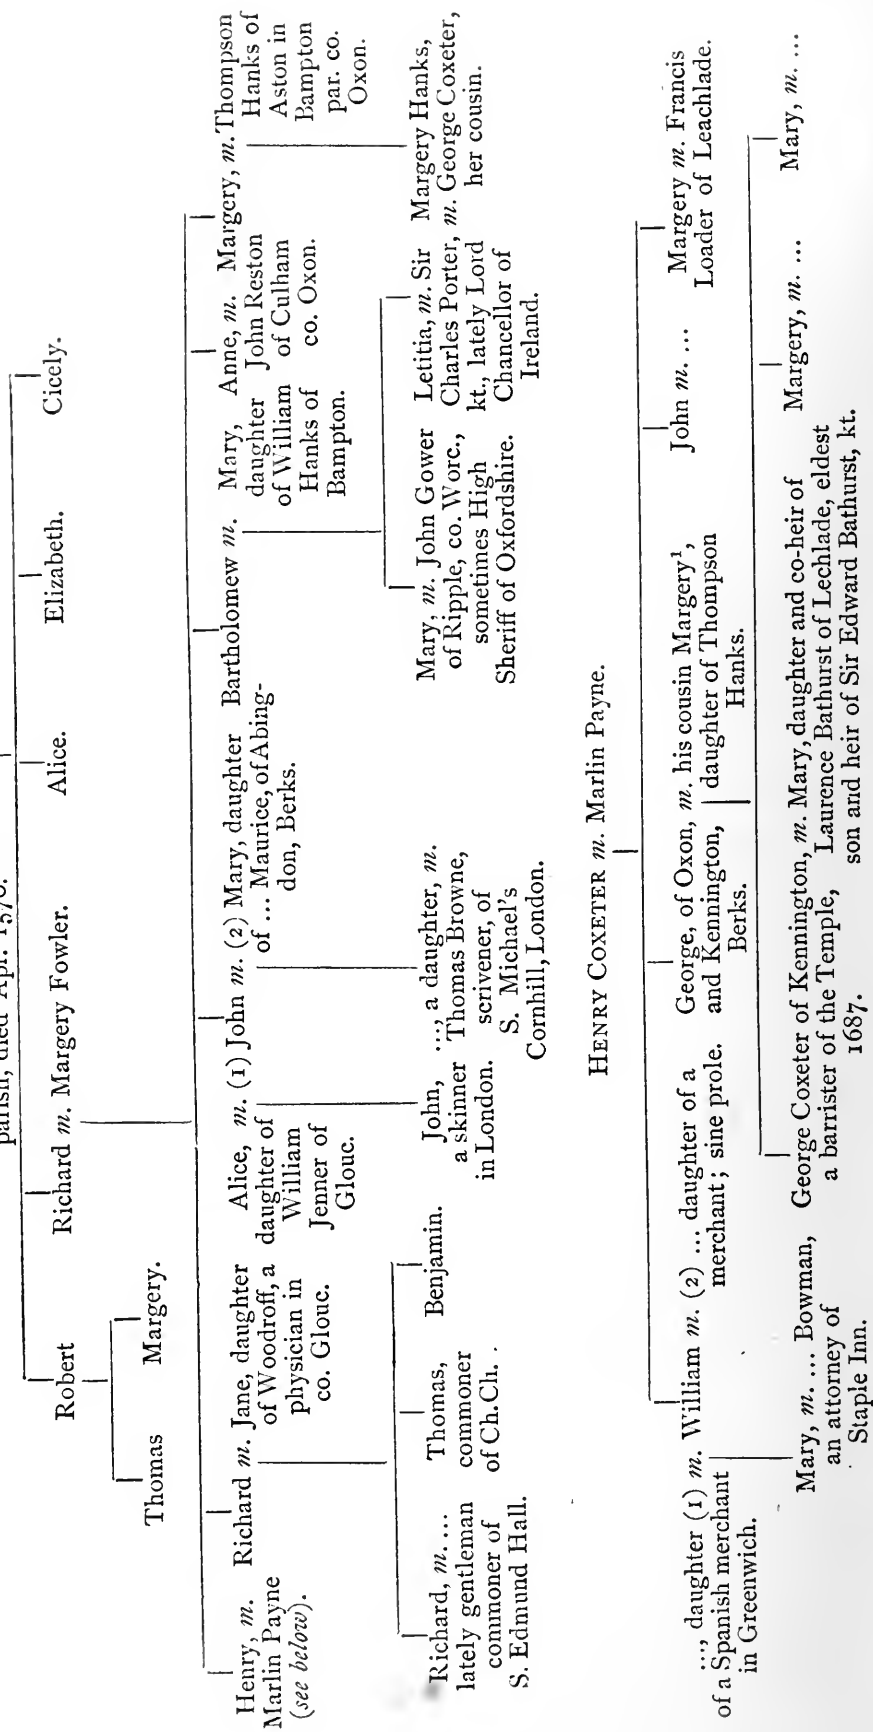 parish, died Apr. 1570.
Robert
Richard m. Margery Fowler.
Alice.
Elizabeth.
Cicely.
Thomas
Margery.
Henry, m.
Marlin Payne
(see below).
Richard m. Jane, daughter
of Woodroff, a
physician in
co. Glouc.
Alice, m. (1) John m. (2) Mary, daughter
daughter of
William
Jenner of
Glouc.
of ... Maurice, of Abing-
don, Berks.
Bartholomew m. Mary,
daughter
of William
Hanks of
Bampton.
Anne, m.
John Reston
of Culham
co. Oxon.
Margery, m. Thompson
Hanks of
Aston in
Bampton
par. co.
Oxon.
Richard, m. ...
lately gentleman
commoner of
S. Edmund Hall.
Thomas,
commoner
of Ch. Ch. .
Benjamin.
John,
a skinner
in London.
..., a daughter, m.
Thomas Browne,
scrivener, of
S. Michael's
Cornhill, London.
Mary, m. John Gower
of Ripple, co. Worc.,
sometimes High
Sheriff of Oxfordshire.
Letitia, m. Sir
Charles Porter,
kt., lately Lord
Chancellor of
Ireland.
Margery Hanks,
m. George Coxeter,
her cousin.
HENRY COXETER m. Marlin Payne.
..., daughter (1) m. William m. (2) ... daughter of a
of a Spanish merchant
in Greenwich.
merchant; sine prole.
George, of Oxon, m. his cousin Margery¹,
and Kennington,
Berks.
daughter of Thompson
Hanks.
John m. ...
Margery m. Francis
Loader of Leachlade.
Mary, m. ... Bowman,
an attorney of
Staple Inn.
George Coxeter of Kennington, m. Mary, daughter and co-heir of
a barrister of the Temple,
1687.
Laurence Bathurst of Lechlade, eldest
son and heir of Sir Edward Bathurst, kt.
Margery, m. ...
Mary, m. ...